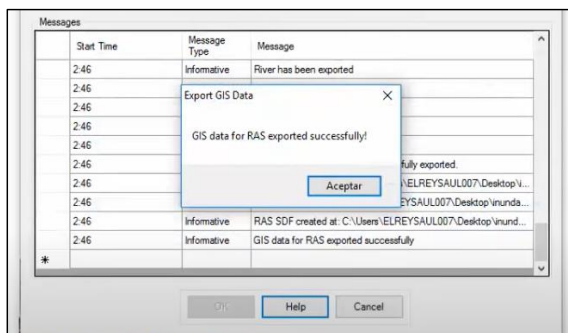 Messages
Start Time Message Type Message
2:46 Informative River has been exported
2:46
2:46
2:46
2:46
2:46 fully exported.
2:46 \ELREYSAUL007\Desktop\i...
2:46 EYSAUL007\Desktop\inunda...
2:46 Informative RAS SDF created at: C:\Users\ELREYSAUL007\Desktop\inund...
2:46 Informative GIS data for RAS exported successfully
*
Export GIS Data
GIS data for RAS exported successfully!
Aceptar
OK Help Cancel